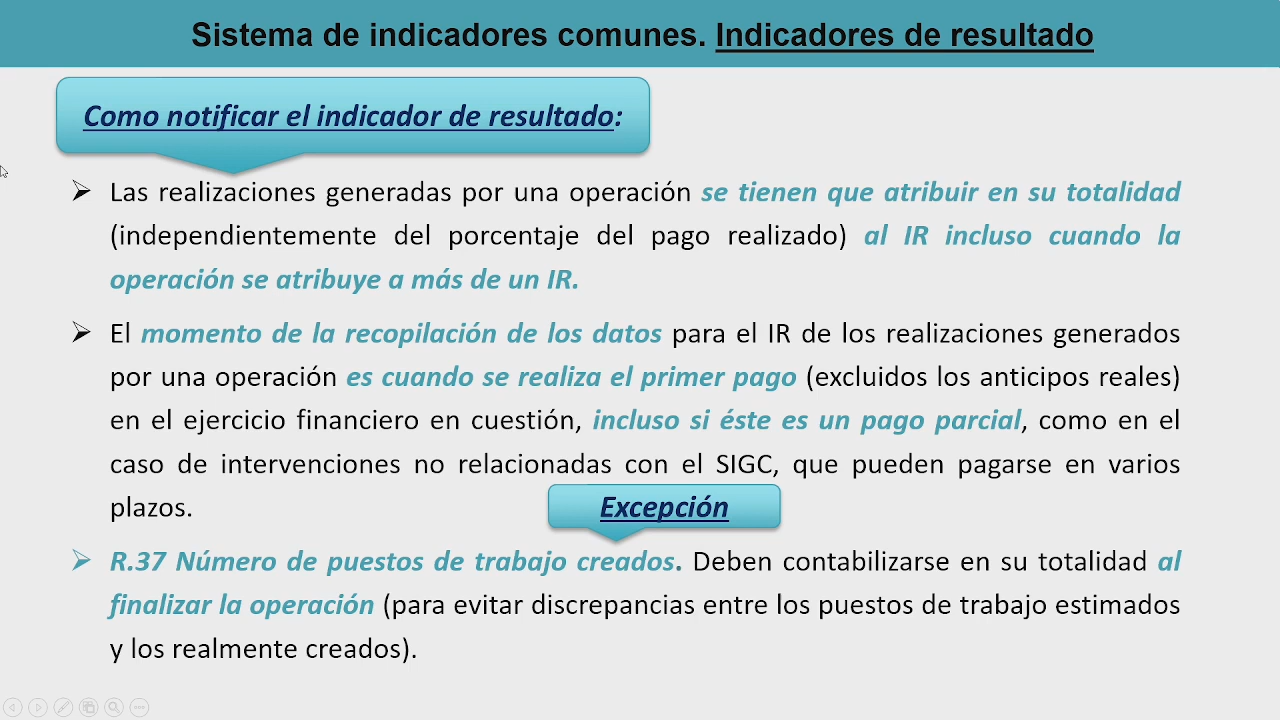 Sistema de indicadores comunes. Indicadores de resultado
Como notificar el indicador de resultado:
Las realizaciones generadas por una operación se tienen que atribuir en su totalidad
(independientemente del porcentaje del pago realizado) al IR incluso cuando la
operación se atribuye a más de un IR.
El momento de la recopilación de los datos para el IR de los realizaciones generados
por una operación es cuando se realiza el primer pago (excluidos los anticipos reales)
en el ejercicio financiero en cuestión, incluso si éste es un pago parcial, como en el
caso de intervenciones no relacionadas con el SIGC, que pueden pagarse en varios
plazos.
Excepción
R.37 Número de puestos de trabajo creados. Deben contabilizarse en su totalidad al
finalizar la operación (para evitar discrepancias entre los puestos de trabajo estimados
y los realmente creados).